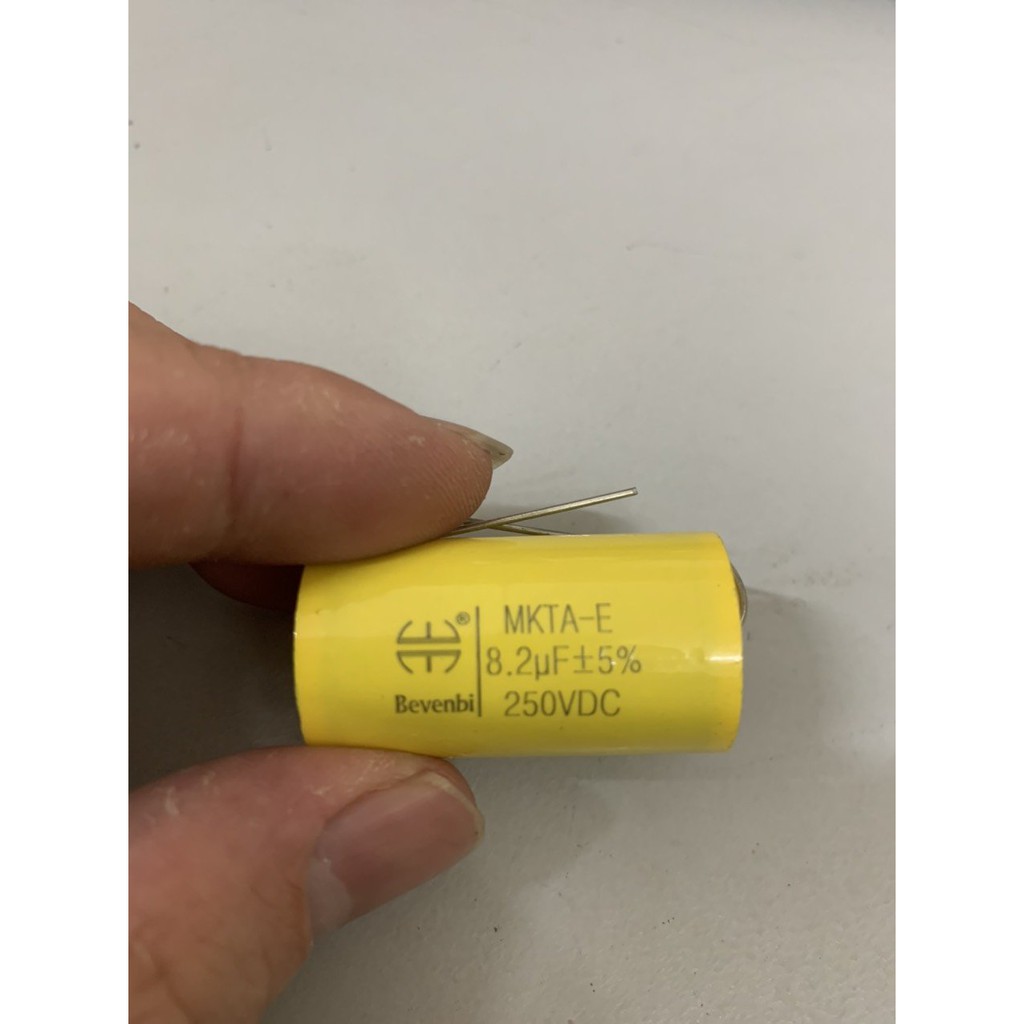 MKTA-E
8.2μF±5%
250VDC
®
Bevenbi